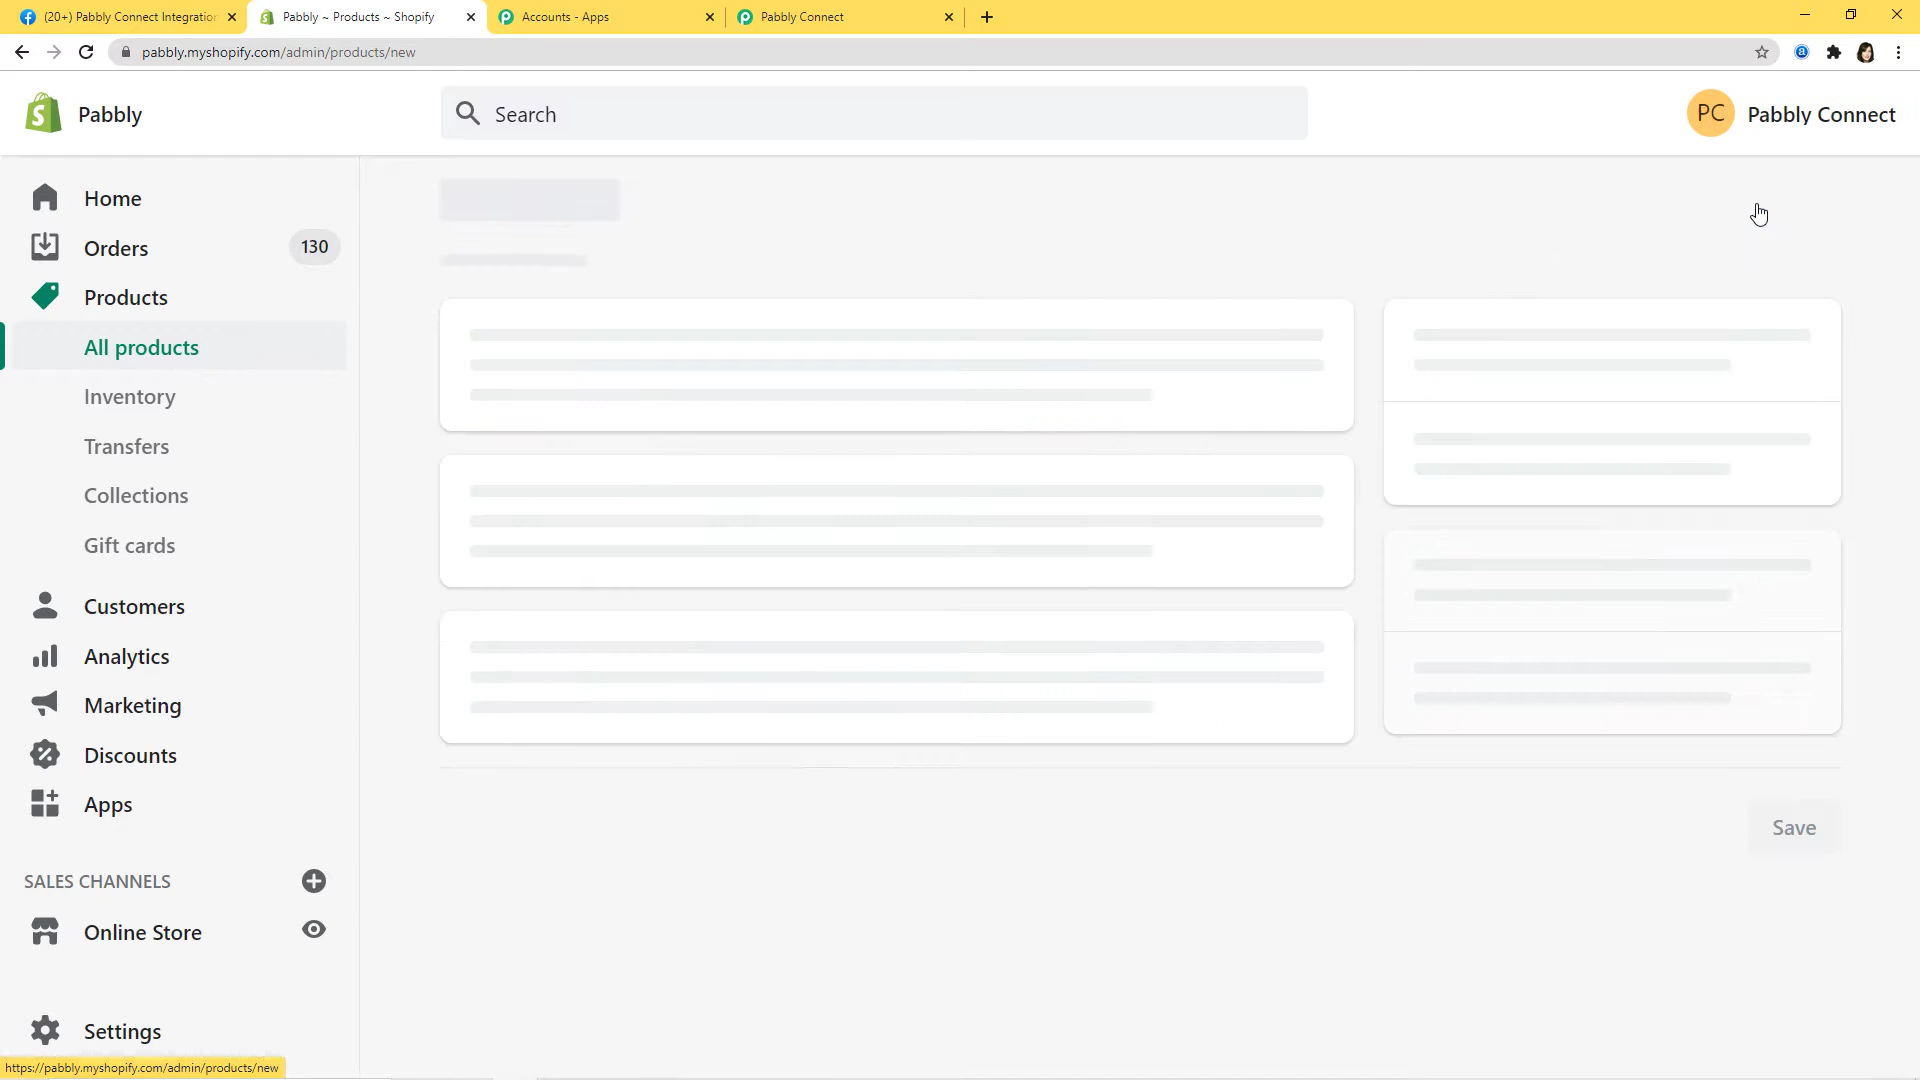 (20+) Pabbly Connect Integration
Pabbly ~ Products ~ Shopify
Accounts - Apps
Pabbly Connect
pabbly.myshopify.com/admin/products/new
Pabbly
Search
PC
Pabbly Connect
Home
Orders
130
Products
All products
Inventory
Transfers
Collections
Gift cards
Customers
Analytics
Marketing
Discounts
Apps
SALES CHANNELS
Online Store
Settings
Save
https://pabbly.myshopify.com/admin/products/new